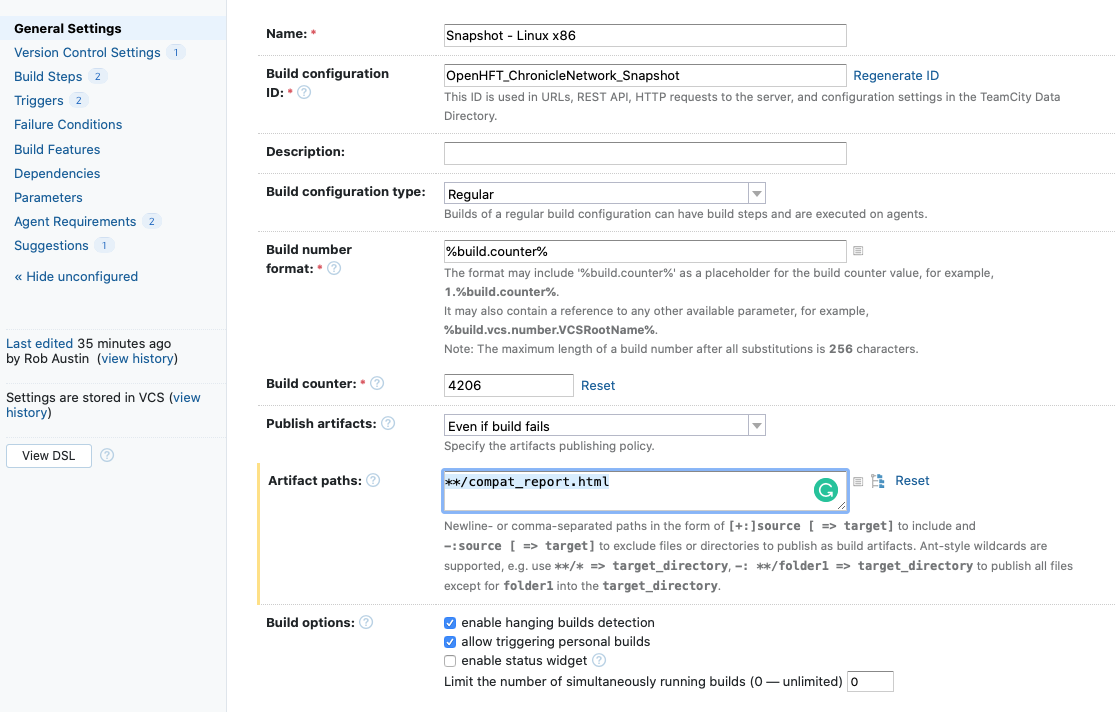 General Settings
Version Control Settings 1
Build Steps 2
Triggers 2
Failure Conditions
Build Features
Dependencies
Parameters
Agent Requirements 2
Suggestions 1
« Hide unconfigured
Last edited 35 minutes ago
by Rob Austin (view history)
Settings are stored in VCS (view
history)
View DSL ?
Name: *
Snapshot - Linux x86
Build configuration
ID: * ?
OpenHFT_ChronicleNetwork_Snapshot
Regenerate ID
This ID is used in URLs, REST API, HTTP requests to the server, and configuration settings in the TeamCity Data
Directory.
Description:
Build configuration type:
Regular
Builds of a regular build configuration can have build steps and are executed on agents.
Build number
format: * ?
%build.counter%
The format may include '%build.counter%' as a placeholder for the build counter value, for example,
1.%build.counter%.
It may also contain a reference to any other available parameter, for example,
%build.vcs.number.VCSRootName%.
Note: The maximum length of a build number after all substitutions is 256 characters.
Build counter: * ?
4206
Reset
Publish artifacts: ?
Even if build fails
Specify the artifacts publishing policy.
Artifact paths: ?
**/compat_report.html
Reset
Newline- or comma-separated paths in the form of [+:]source [ => target] to include and
-:source [ => target] to exclude files or directories to publish as build artifacts. Ant-style wildcards are
supported, e.g. use **/* => target_directory, -: **/folder1 => target_directory to publish all files
except for folder1 into the target_directory.
Build options: ?
enable hanging builds detection
allow triggering personal builds
enable status widget ?
Limit the number of simultaneously running builds (0 — unlimited) 0